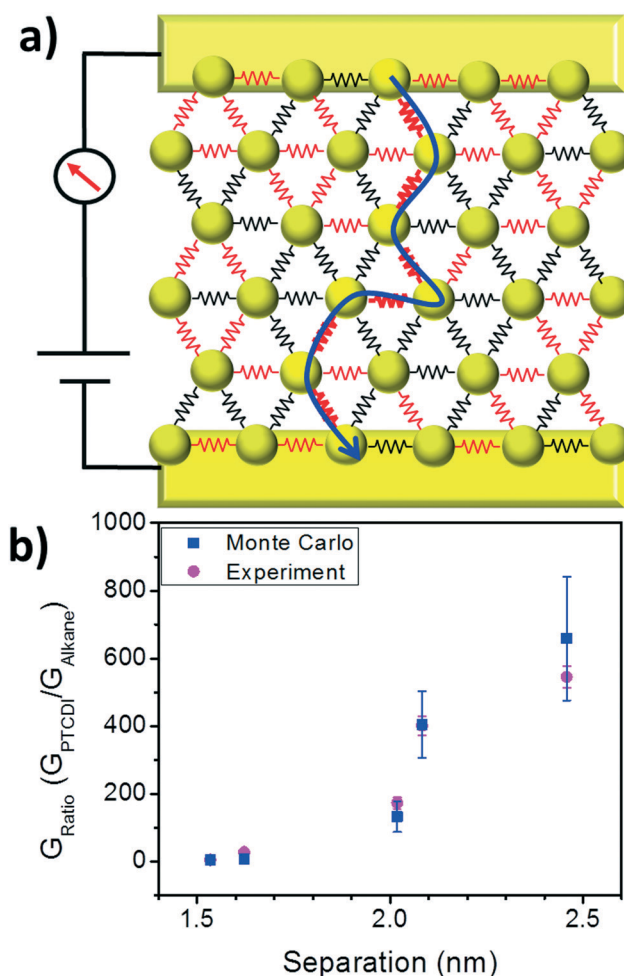 a)
b)
1000
800
600
400
200
0
G_Ratio (G_PTCDI/G_Alkane)
Monte Carlo
Experiment
1.5 2.0 2.5
Separation (nm)